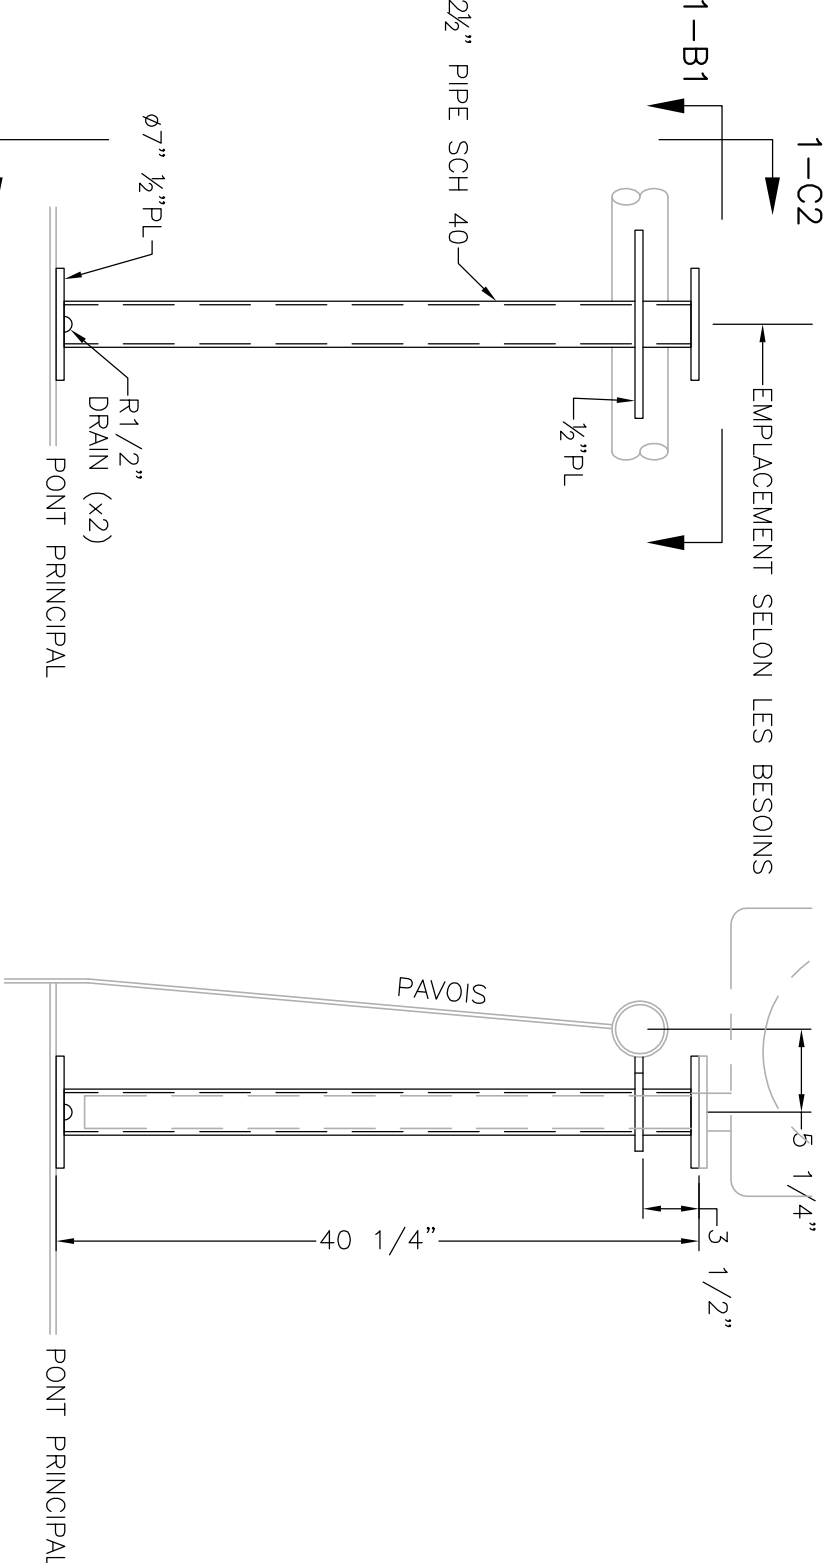 1-B1
1-C2
2½" PIPE SCH 40
ø7" ½"PL
R1/2"
DRAIN (x2)
PONT PRINCIPAL
½"PL
EMPLACEMENT SELON LES BESOINS
PAVOIS
5 1/4"
3 1/2"
40 1/4"
PONT PRINCIPAL